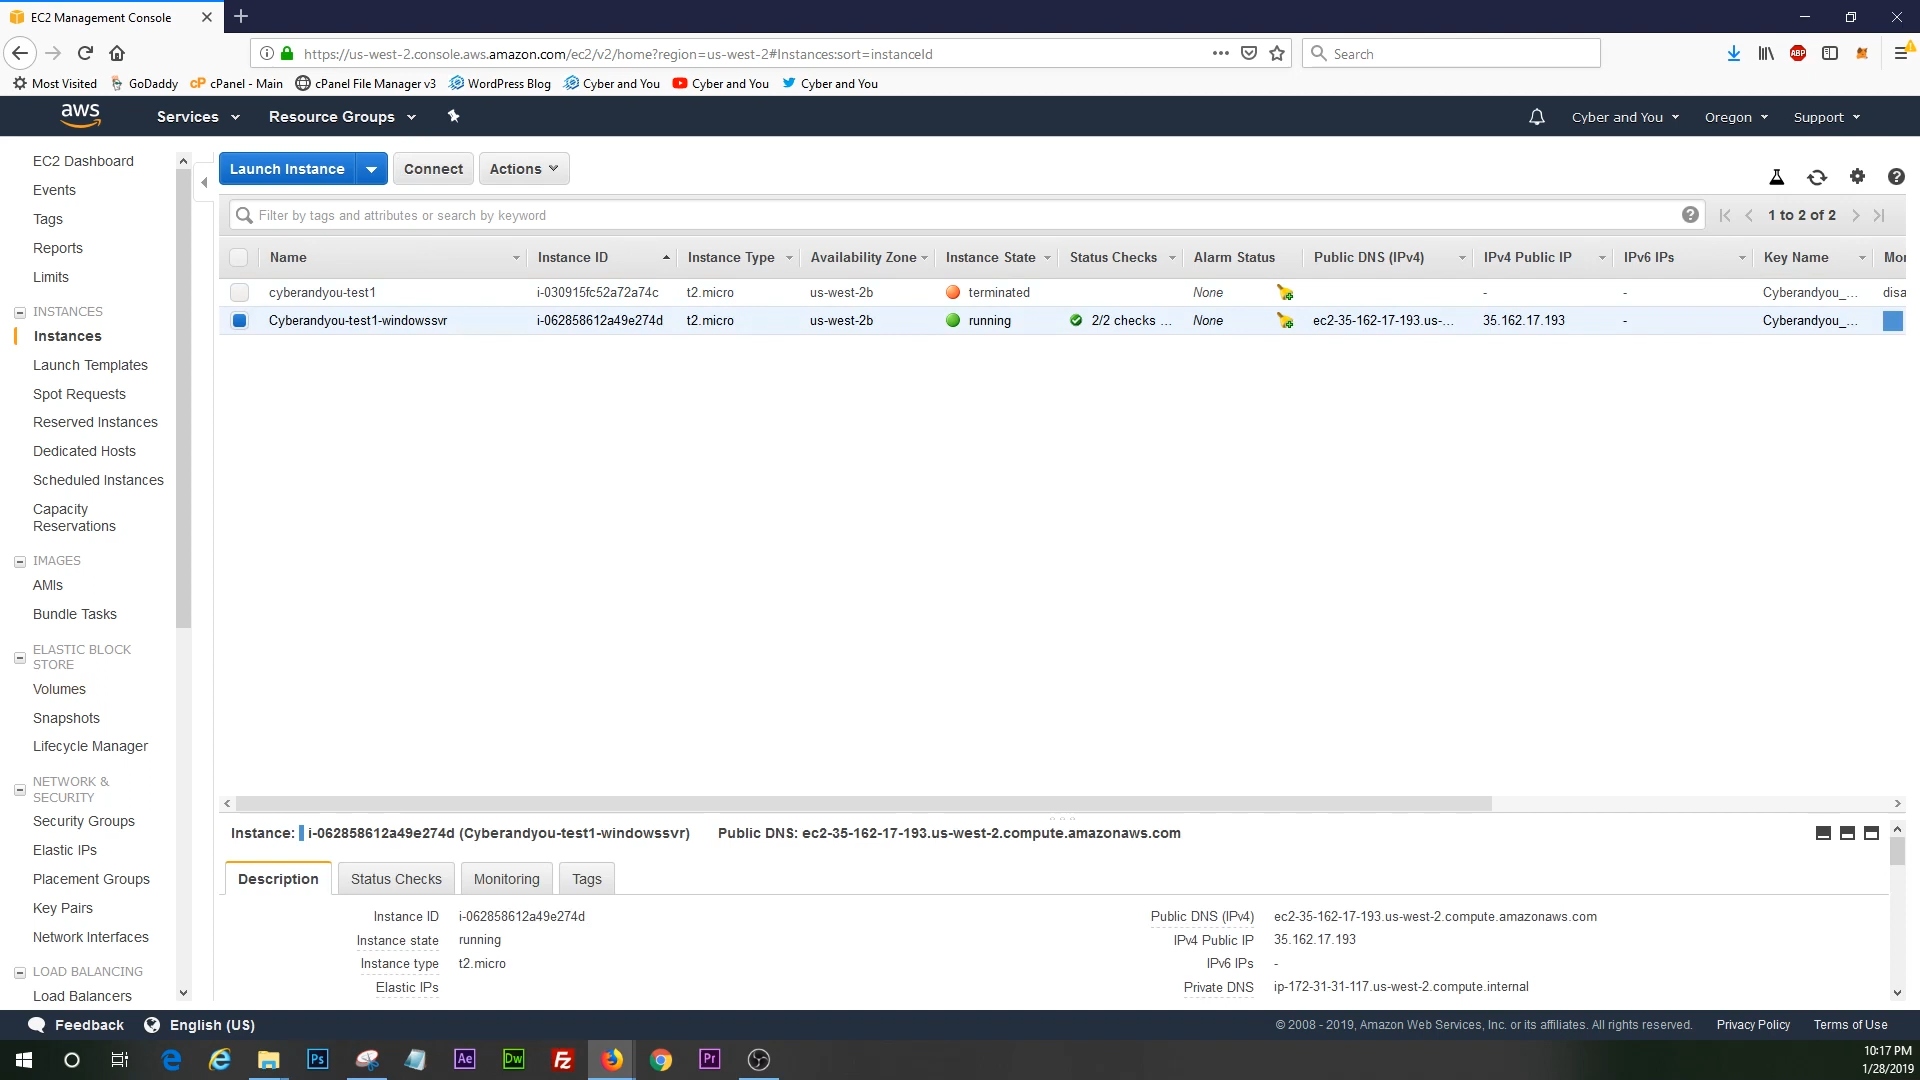 EC2 Management Console
https://us-west-2.console.aws.amazon.com/ec2/v2/home?region=us-west-2#Instances:sort=instanceId
Search
ABP
Most Visited
GoDaddy
cP cPanel - Main
cPanel File Manager v3
WordPress Blog
Cyber and You
Cyber and You
Cyber and You
aws
Services
Resource Groups
Cyber and You
Oregon
Support
EC2 Dashboard
Events
Tags
Reports
Limits
INSTANCES
Instances
Launch Templates
Spot Requests
Reserved Instances
Dedicated Hosts
Scheduled Instances
Capacity
Reservations
IMAGES
AMIs
Bundle Tasks
ELASTIC BLOCK
STORE
Volumes
Snapshots
Lifecycle Manager
NETWORK &
SECURITY
Security Groups
Elastic IPs
Placement Groups
Key Pairs
Network Interfaces
LOAD BALANCING
Load Balancers
Launch Instance
Connect
Actions
Filter by tags and attributes or search by keyword
1 to 2 of 2
Name Instance ID Instance Type Availability Zone Instance State Status Checks Alarm Status Public DNS (IPv4) IPv4 Public IP IPv6 IPs Key Name Mor
cyberandyou-test1 i-030915fc52a72a74c t2.micro us-west-2b terminated None - - Cyberandyou_... disa
Cyberandyou-test1-windowssvr i-062858612a49e274d t2.micro us-west-2b running 2/2 checks ... None ec2-35-162-17-193.us-... 35.162.17.193 - Cyberandyou_...
Instance: i-062858612a49e274d (Cyberandyou-test1-windowssvr) Public DNS: ec2-35-162-17-193.us-west-2.compute.amazonaws.com
Description
Status Checks
Monitoring
Tags
Instance ID i-062858612a49e274d
Instance state running
Instance type t2.micro
Elastic IPs
Public DNS (IPv4) ec2-35-162-17-193.us-west-2.compute.amazonaws.com
IPv4 Public IP 35.162.17.193
IPv6 IPs -
Private DNS ip-172-31-31-117.us-west-2.compute.internal
Feedback
English (US)
© 2008 - 2019, Amazon Web Services, Inc. or its affiliates. All rights reserved.
Privacy Policy
Terms of Use
Ps
Ae
Dw
Fz
Pr
10:17 PM
1/28/2019